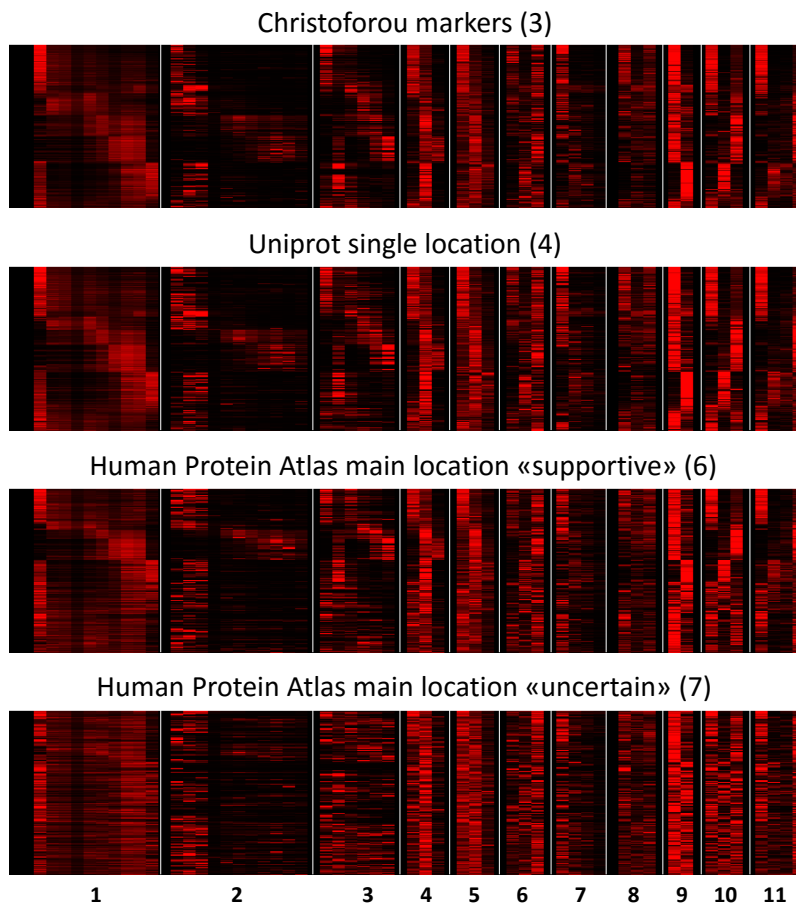 Christoforou markers (3)
Uniprot single location (4)
Human Protein Atlas main location «supportive» (6)
Human Protein Atlas main location «uncertain» (7)
1 2 3 4 5 6 7 8 9 10 11